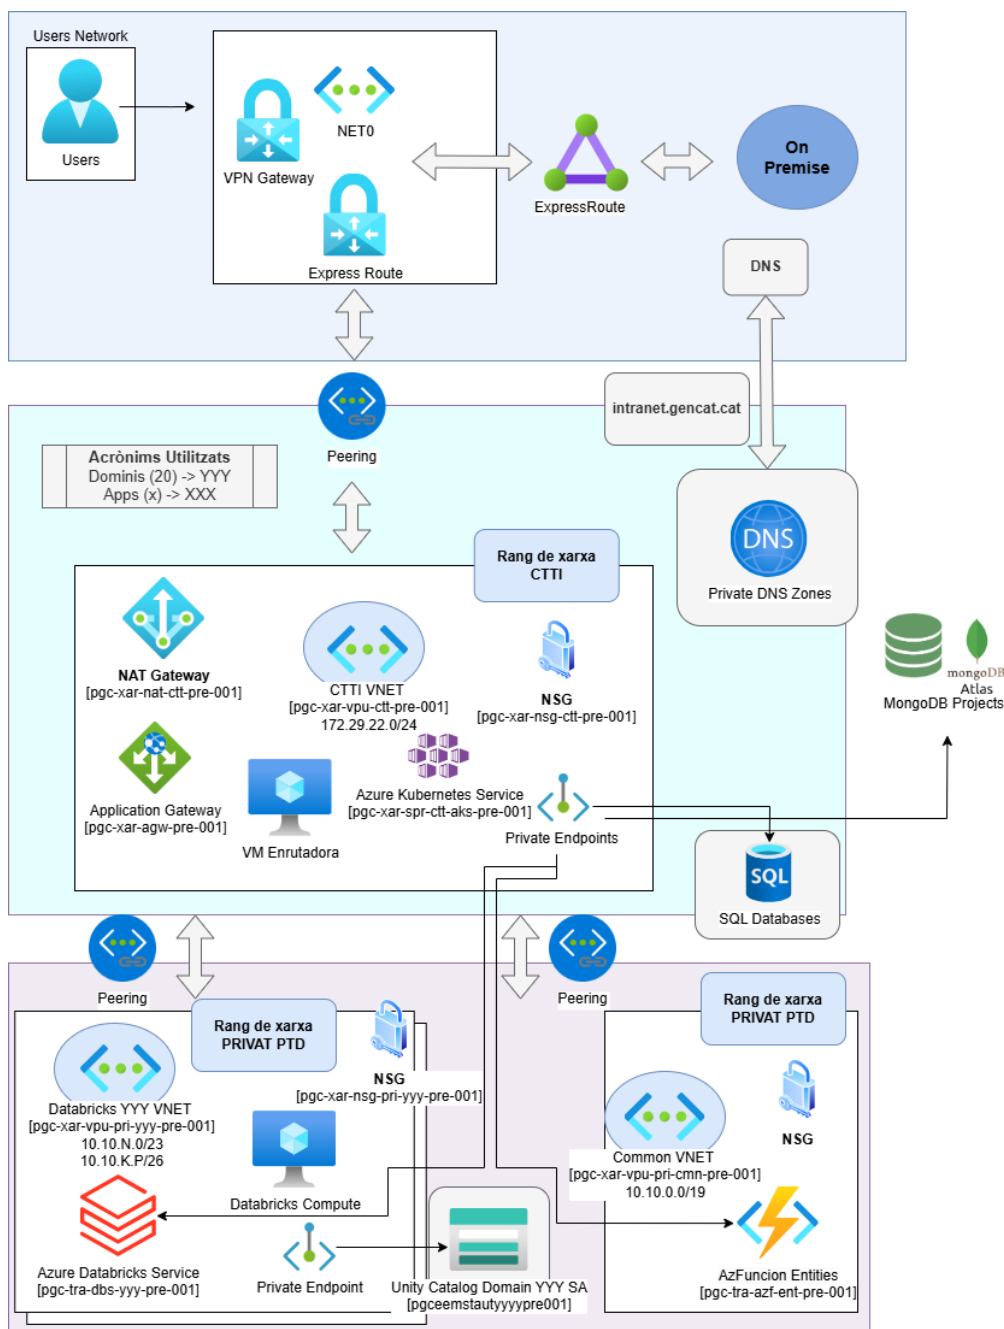 Users Network
Users
NET0
VPN Gateway
Express Route
ExpressRoute
On
Premise
DNS
intranet.gencat.cat
Peering
Acrònims Utilitzats
Dominis (20) -> YYY
Apps (x) -> XXX
DNS
Private DNS Zones
Rang de xarxa
CTTI
NAT Gateway
[pgc-xar-nat-ctt-pre-001]
CTTI VNET
[pgc-xar-vpu-ctt-pre-001]
172.29.22.0/24
NSG
[pgc-xar-nsg-ctt-pre-001]
mongoDB
Atlas
MongoDB Projects
Application Gateway
[pgc-xar-agw-pre-001]
VM Enrutadora
Azure Kubernetes Service
[pgc-xar-spr-ctt-aks-pre-001]
Private Endpoints
SQL
SQL Databases
Peering
Peering
Rang de xarxa
PRIVAT PTD
NSG
[pgc-xar-nsg-pri-yyy-pre-001]
Databricks YYY VNET
[pgc-xar-vpu-pri-yyy-pre-001]
10.10.N.0/23
10.10.K.P/26
Databricks Compute
Azure Databricks Service
[pgc-tra-dbs-yyy-pre-001]
Private Endpoint
Unity Catalog Domain YYY SA
[pgceemstautyyyypre001]
Rang de xarxa
PRIVAT PTD
NSG
Common VNET
[pgc-xar-vpu-pri-cmn-pre-001]
10.10.0.0/19
AzFuncion Entities
[pgc-tra-azf-ent-pre-001]